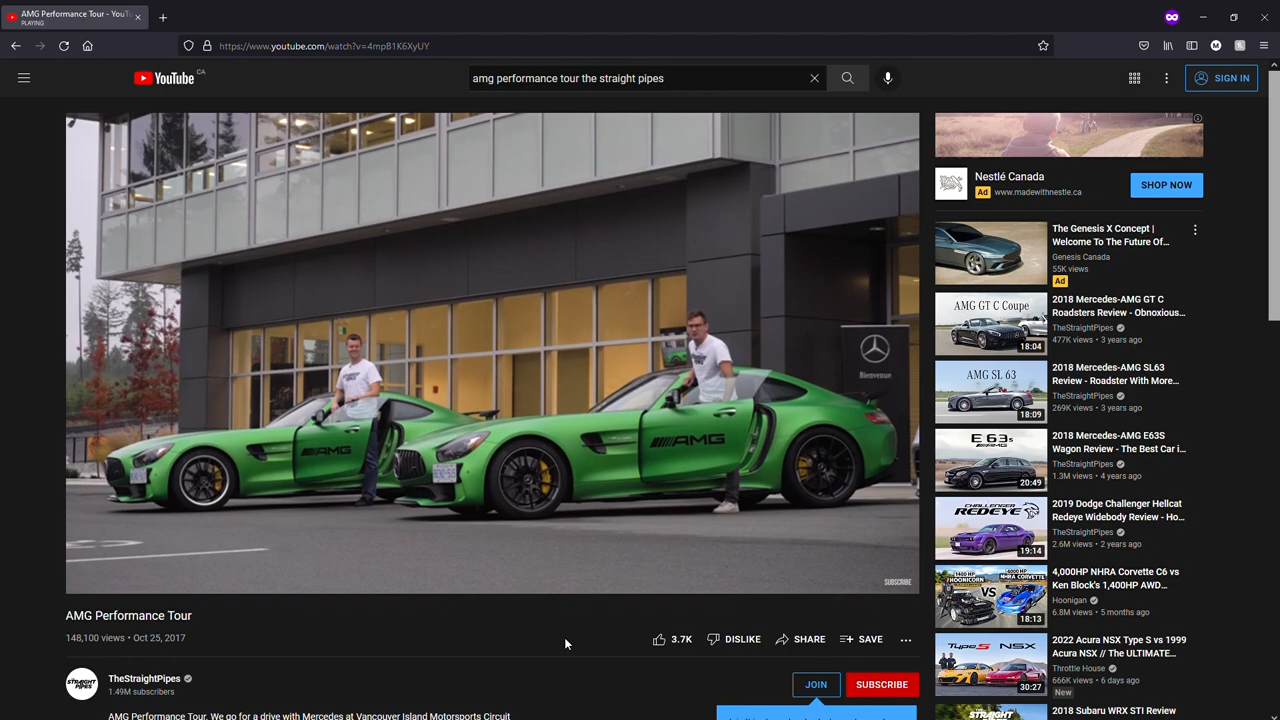 AMG Performance Tour - YouT
PLAYING
https://www.youtube.com/watch?v=4mpB1K6XyUY
YouTube CA
amg performance tour the straight pipes
SIGN IN
Nestlé Canada
Ad www.madewithnestle.ca
SHOP NOW
The Genesis X Concept |
Welcome To The Future Of...
Genesis Canada
55K views
Ad
AMG GT C Coupe
18:04
2018 Mercedes-AMG GT C
Roadsters Review - Obnoxious...
TheStraightPipes
477K views • 3 years ago
AMG SL 63
18:09
2018 Mercedes-AMG SL63
Review - Roadster With More...
TheStraightPipes
269K views • 3 years ago
E 63s
AMG
20:49
2018 Mercedes-AMG E63S
Wagon Review - The Best Car i...
TheStraightPipes
1.3M views • 4 years ago
CHALLENGER
REDEYE
19:14
2019 Dodge Challenger Hellcat
Redeye Widebody Review - Ho...
TheStraightPipes
2.6M views • 2 years ago
1400 HP HOONICORN
VS
4000 HP NHRA CORVETTE
18:13
4,000HP NHRA Corvette C6 vs
Ken Block's 1,400HP AWD...
Hoonigan
6.8M views • 5 months ago
Type S vs NSX
30:27
2022 Acura NSX Type S vs 1999
Acura NSX // The ULTIMATE...
Throttle House
666K views • 6 days ago
New
2018 Subaru WRX STI Review
Bienvenue
AMG
AMG
SUBSCRIBE
AMG Performance Tour
148,100 views • Oct 25, 2017
3.7K DISLIKE SHARE SAVE
STRAIGHT PIPES
TheStraightPipes
1.49M subscribers
JOIN SUBSCRIBE
AMG Performance Tour. We go for a drive with Mercedes at Vancouver Island Motorsports Circuit